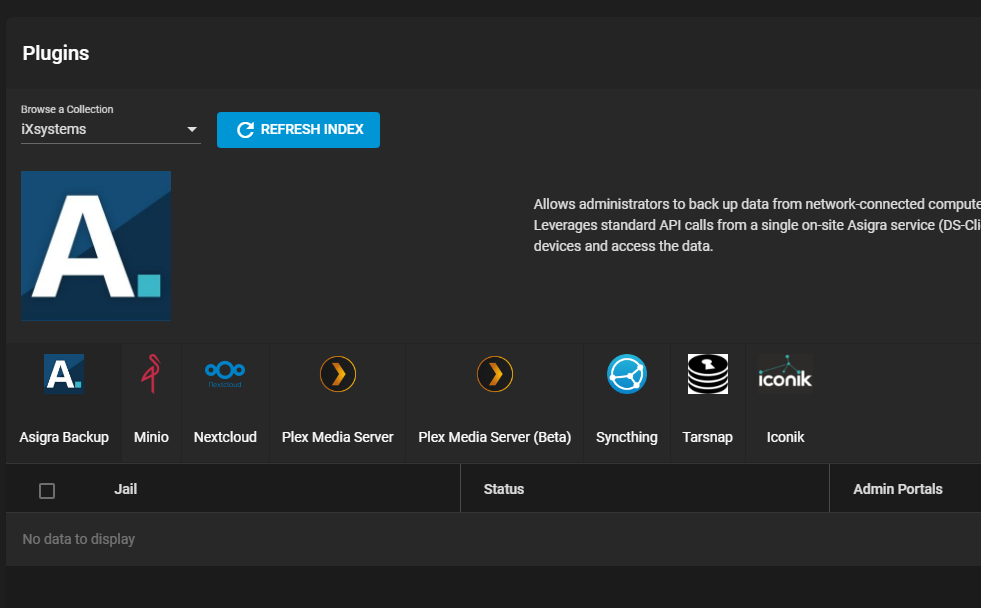 Plugins
Browse a Collection
iXsystems
REFRESH INDEX
A.
Allows administrators to back up data from network-connected compute
Leverages standard API calls from a single on-site Asigra service (DS-Cli
devices and access the data.
A.
Nextcloud
iconik
Asigra Backup
Minio
Nextcloud
Plex Media Server
Plex Media Server (Beta)
Syncthing
Tarsnap
Iconik
Jail
Status
Admin Portals
No data to display